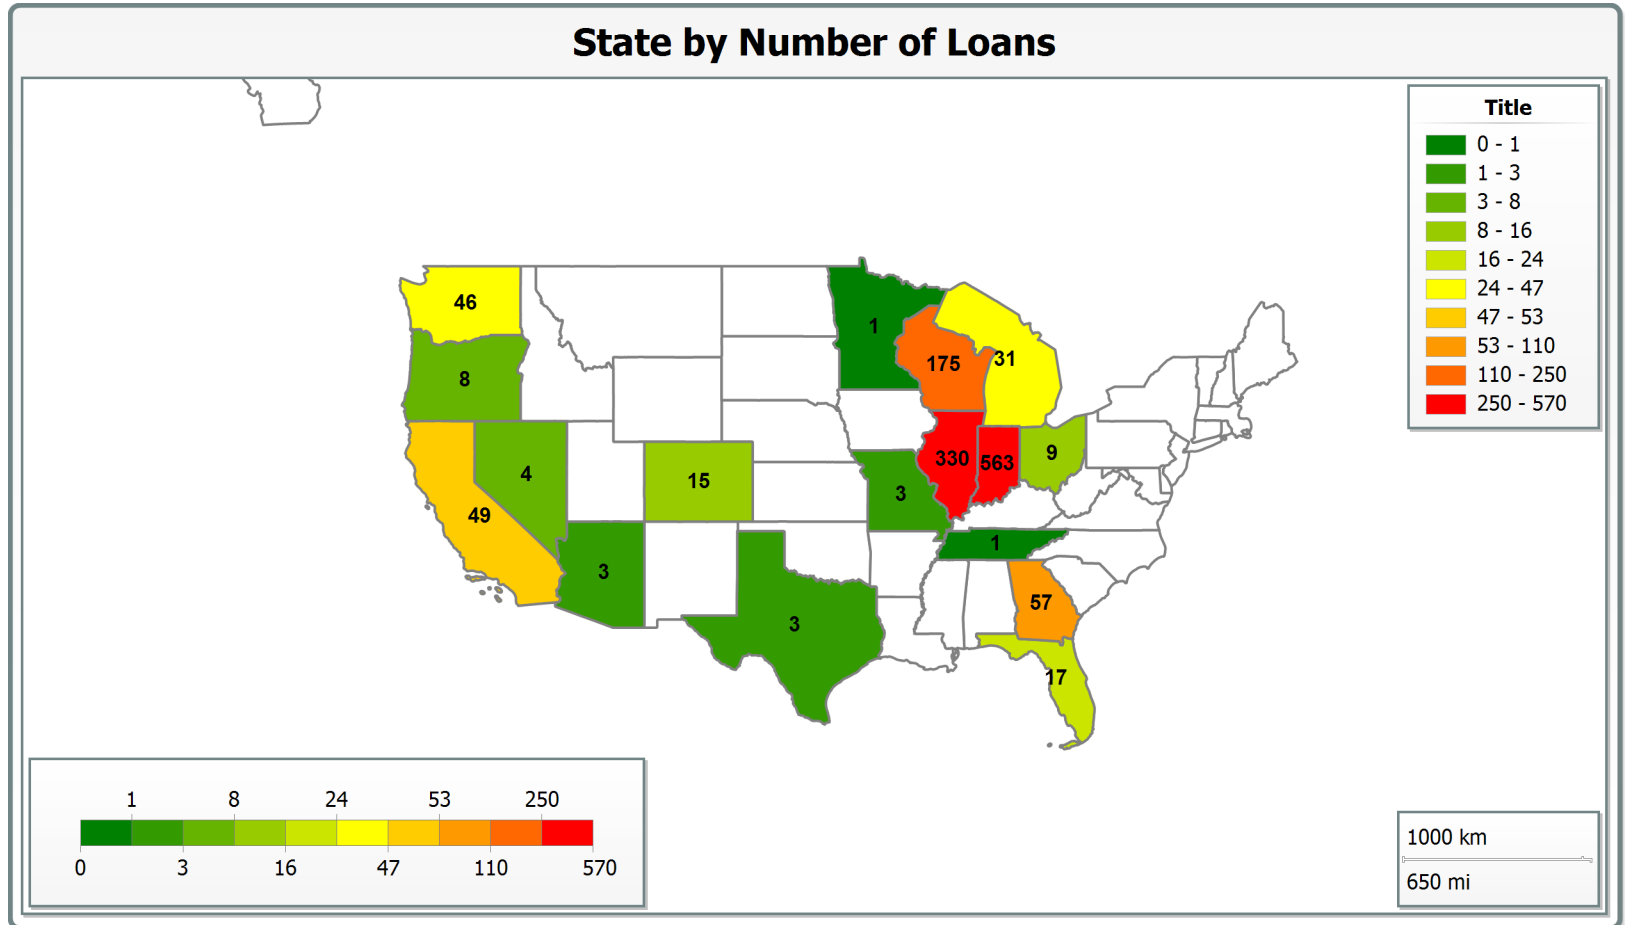 State by Number of Loans
Title
0 - 1
1 - 3
3 - 8
8 - 16
16 - 24
24 - 47
47 - 53
53 - 110
110 - 250
250 - 570
46
1
175
31
8
330
563
9
4
15
3
49
1
3
57
3
17
1 8 24 53 250
0 3 16 47 110 570
1000 km
650 mi